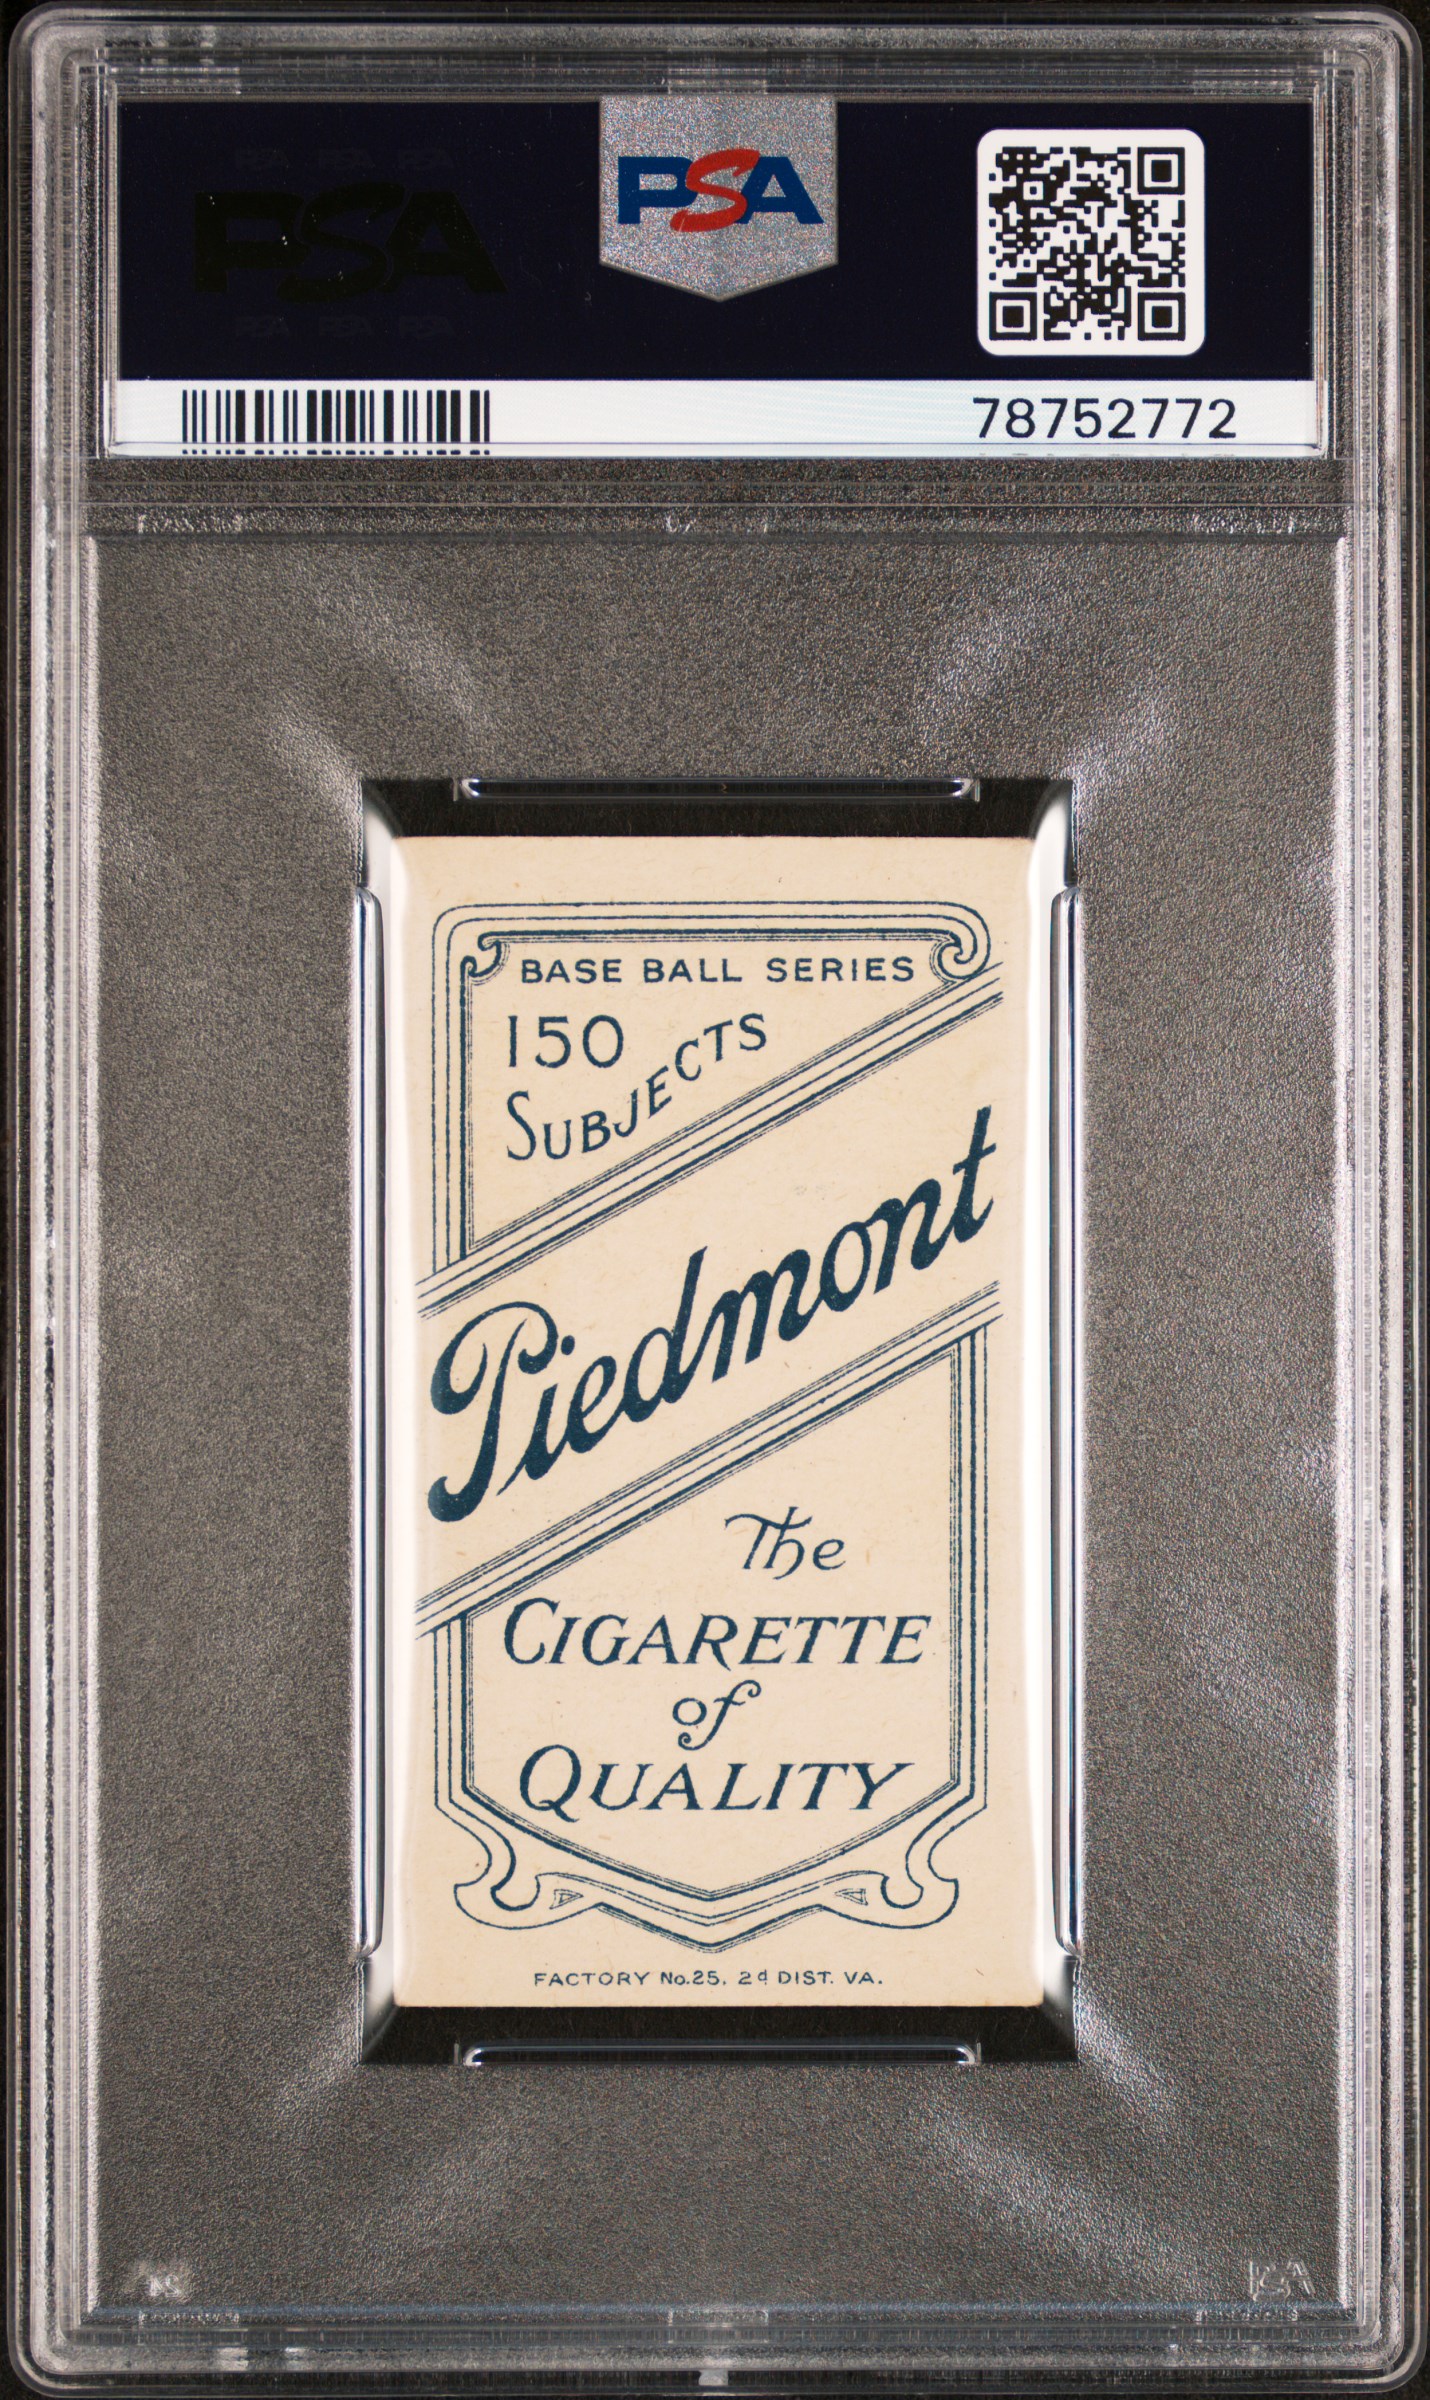 PSA
PSA
78752772
BASE BALL SERIES
150
SUBJECTS
Piedmont
The
CIGARETTE
of
QUALITY
FACTORY No.25. 2d DIST. VA.